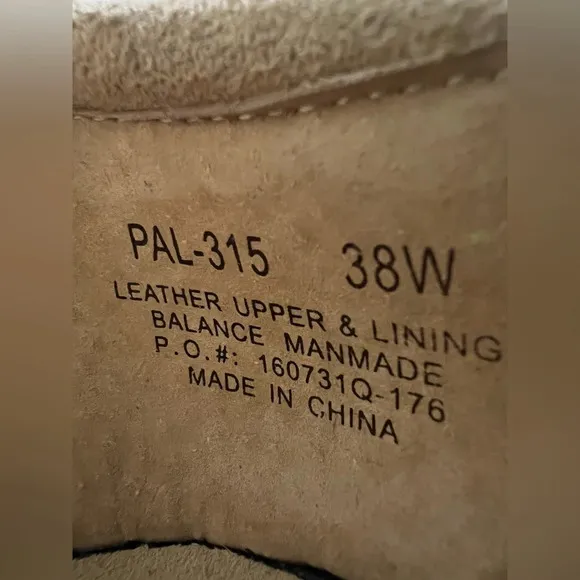 PAL-315 38W
LEATHER UPPER & LINING
BALANCE MANMADE
P.O.#: 160731Q-176
MADE IN CHINA